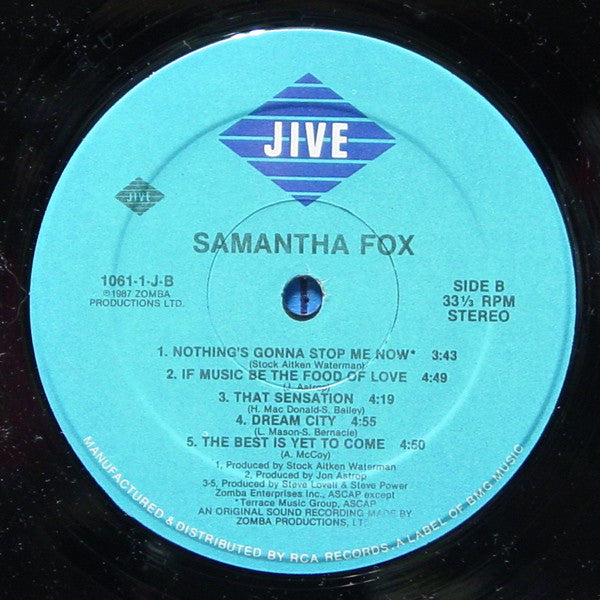 JIVE
JIVE
SAMANTHA FOX
1061-1-J-B
℗1987 ZOMBA
PRODUCTIONS LTD.
SIDE B
33⅓ RPM
STEREO
1. NOTHING'S GONNA STOP ME NOW* 3:43
(Stock Aitken Waterman)
2. IF MUSIC BE THE FOOD OF LOVE 4:49
(J. Astrop)
3. THAT SENSATION 4:19
(H. Mac Donald-S. Bailey)
4. DREAM CITY 4:55
(L. Mason-S. Bernacie)
5. THE BEST IS YET TO COME 4:50
(A. McCoy)
1, Produced by Stock Aitken Waterman
2, Produced by Jon Astrop
3-5, Produced by Steve Lovell & Steve Power
Zomba Enterprises Inc., ASCAP except
*Terrace Music Group, ASCAP
AN ORIGINAL SOUND RECORDING MADE BY
ZOMBA PRODUCTIONS, LTD.
MANUFACTURED & DISTRIBUTED BY RCA RECORDS, A LABEL OF BMG MUSIC